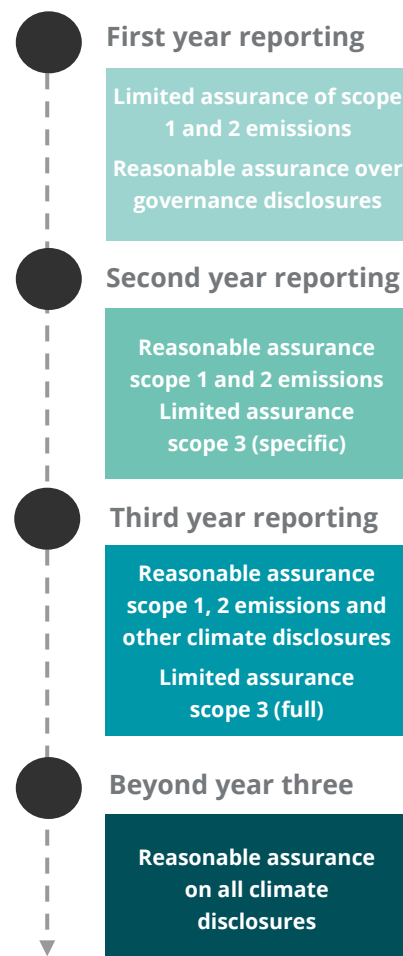 First year reporting
Limited assurance of scope
1 and 2 emissions
Reasonable assurance over
governance disclosures
Second year reporting
Reasonable assurance
scope 1 and 2 emissions
Limited assurance
scope 3 (specific)
Third year reporting
Reasonable assurance
scope 1, 2 emissions and
other climate disclosures
Limited assurance
scope 3 (full)
Beyond year three
Reasonable assurance
on all climate
disclosures